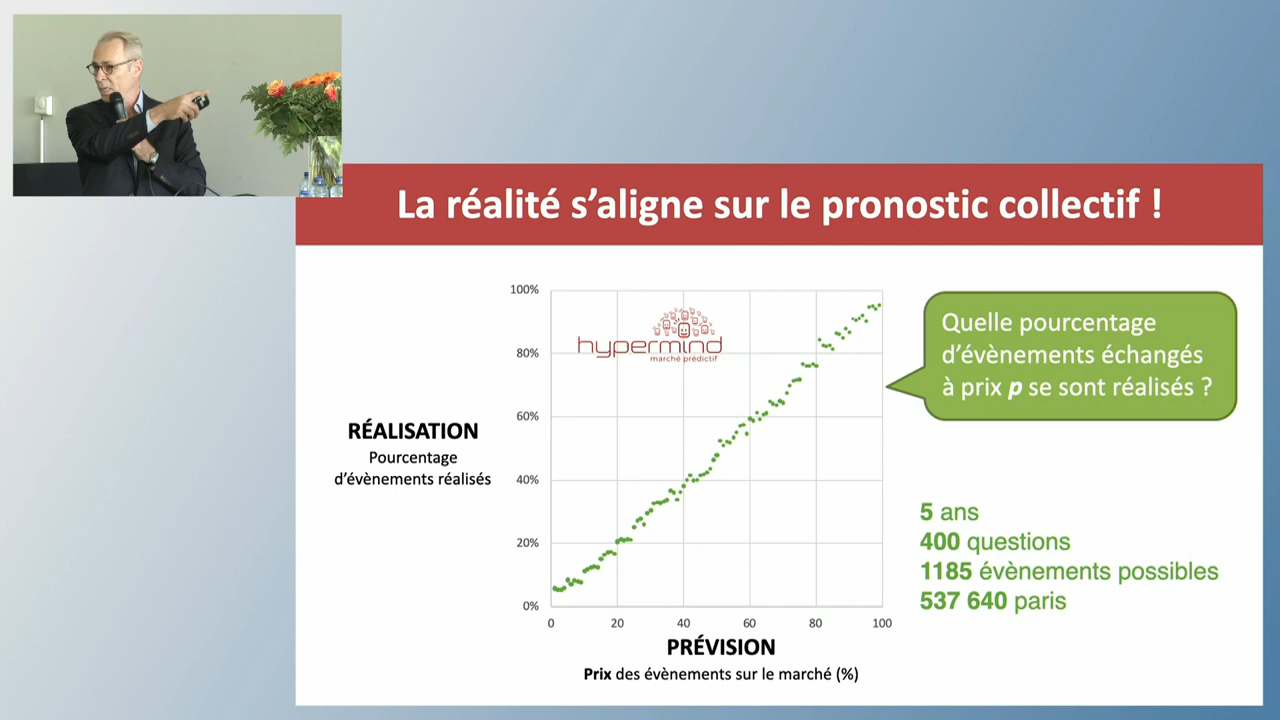 La réalité s’aligne sur le pronostic collectif !
100%
80%
60%
40%
20%
0%
hypermind
marché prédictif
RÉALISATION
Pourcentage
d’évènements réalisés
0
20
40
60
80
100
PRÉVISION
Prix des évènements sur le marché (%)
Quelle pourcentage
d’évènements échangés
à prix p se sont réalisés ?
5 ans
400 questions
1185 évènements possibles
537 640 paris